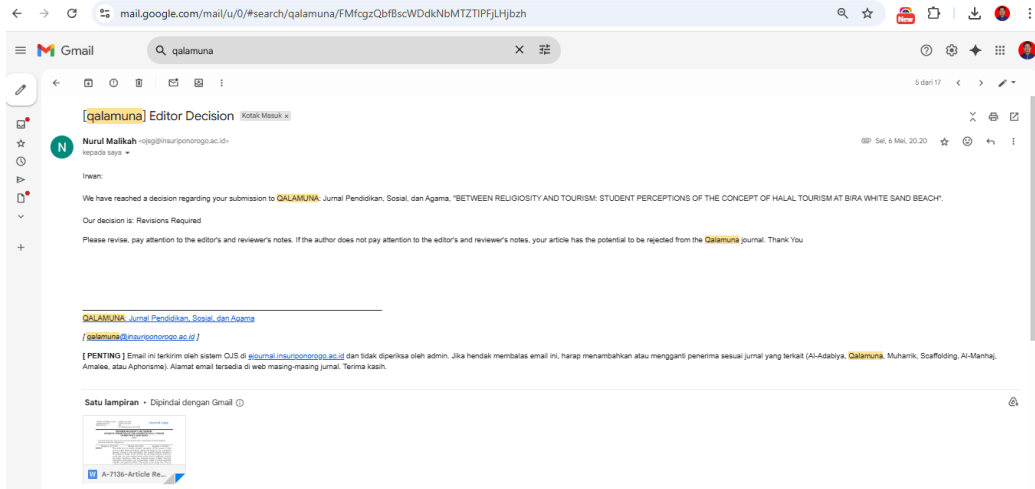 mail.google.com/mail/u/0/#search/qalamuna/FMfcgzQbfBscWDdkNbMTZTIPFjLHjbzh
New
Gmail
qalamuna
5 dari 17
[qalamuna] Editor Decision Kotak Masuk x
N
Nurul Malikah <ojsg@insuriponorogo.ac.id>
Sel, 6 Mei, 20.20
kepada saya
Irwan:
We have reached a decision regarding your submission to QALAMUNA: Jurnal Pendidikan, Sosial, dan Agama, "BETWEEN RELIGIOSITY AND TOURISM: STUDENT PERCEPTIONS OF THE CONCEPT OF HALAL TOURISM AT BIRA WHITE SAND BEACH".
Our decision is: Revisions Required
Please revise, pay attention to the editor's and reviewer's notes. If the author does not pay attention to the editor's and reviewer's notes, your article has the potential to be rejected from the Qalamuna journal. Thank You
QALAMUNA: Jurnal Pendidikan, Sosial, dan Agama
[ qalamuna@insuriponorogo.ac.id ]
[ PENTING ] Email ini terkirim oleh sistem OJS di ejournal.insuriponorogo.ac.id dan tidak diperiksa oleh admin. Jika hendak membalas email ini, harap menambahkan atau mengganti penerima sesuai jurnal yang terkait (Al-Adabiya, Qalamuna, Muharrik, Scaffolding, Al-Manhaj,
Amalee, atau Aphorisme). Alamat email tersedia di web masing-masing jurnal. Terima kasih.
Satu lampiran • Dipindai dengan Gmail
W A-7136-Article Re...